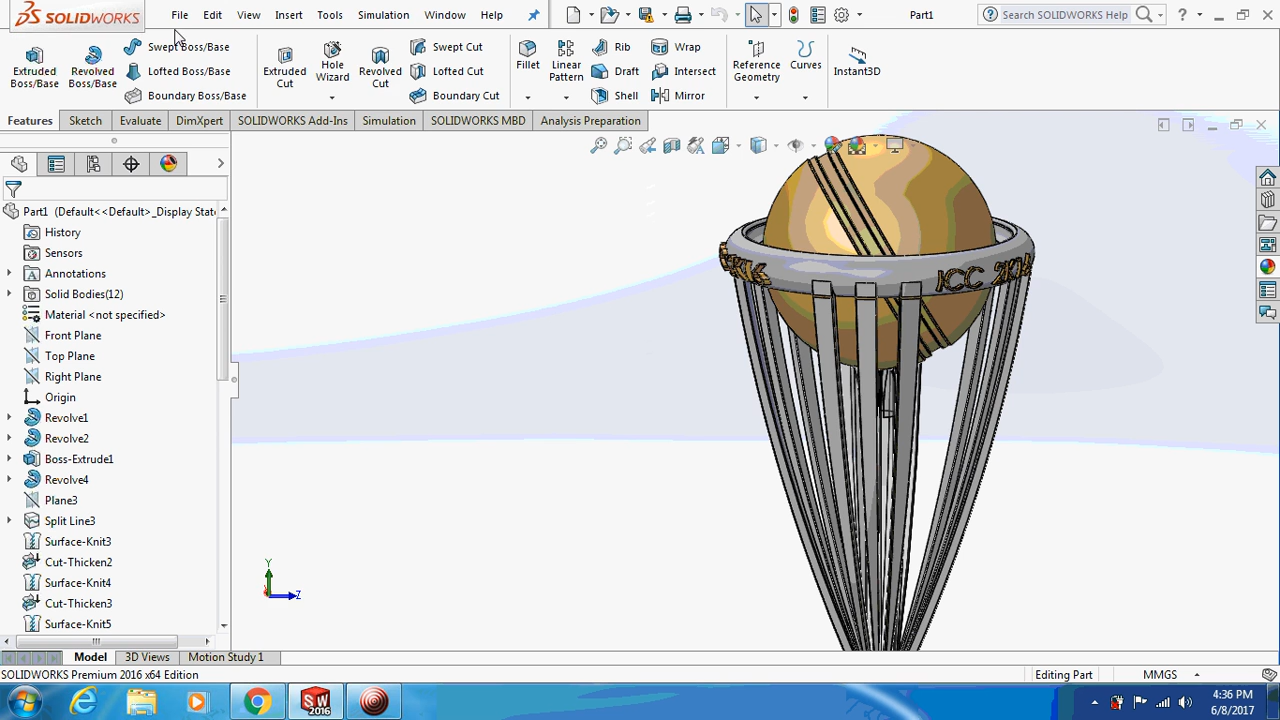 SOLIDWORKS File Edit View Insert Tools Simulation Window Help Part1 Search SOLIDWORKS Help
Extruded Boss/Base
Revolved Boss/Base
Swept Boss/Base
Lofted Boss/Base
Boundary Boss/Base
Extruded Cut
Hole Wizard
Revolved Cut
Swept Cut
Lofted Cut
Boundary Cut
Fillet
Linear Pattern
Rib
Draft
Shell
Wrap
Intersect
Mirror
Reference Geometry
Curves
Instant3D
Features Sketch Evaluate DimXpert SOLIDWORKS Add-Ins Simulation SOLIDWORKS MBD Analysis Preparation
Part1 (Default<<Default>_Display Stat
History
Sensors
Annotations
Solid Bodies(12)
Material <not specified>
Front Plane
Top Plane
Right Plane
Origin
Revolve1
Revolve2
Boss-Extrude1
Revolve4
Plane3
Split Line3
Surface-Knit3
Cut-Thicken2
Surface-Knit4
Cut-Thicken3
Surface-Knit5
ICC
Y
Z
Model 3D Views Motion Study 1
SOLIDWORKS Premium 2016 x64 Edition Editing Part MMGS
SW 2016
4:36 PM
6/8/2017